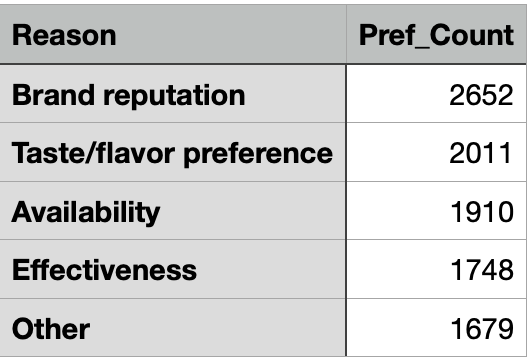 Reason Pref_Count
Brand reputation 2652
Taste/flavor preference 2011
Availability 1910
Effectiveness 1748
Other 1679